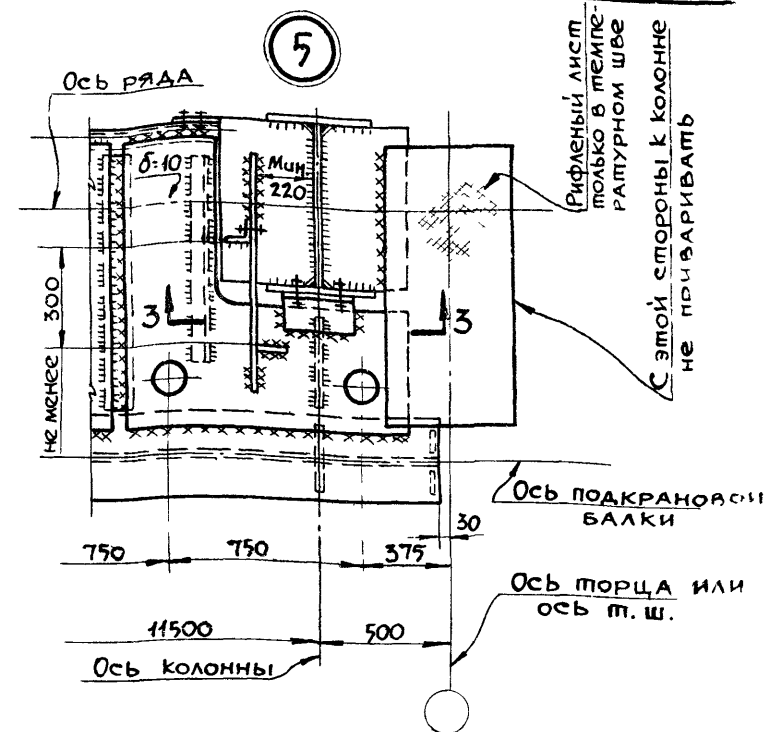 5
Ось ряда
Рифленый лист
только в темпе-
ратурном шве
С этой стороны к колонне
не приваривать
δ=10
Мин
220
300
не менее
3
3
Ось подкрановой
балки
30
750
750
375
Ось торца или
ось т.ш.
11500
500
Ось колонны